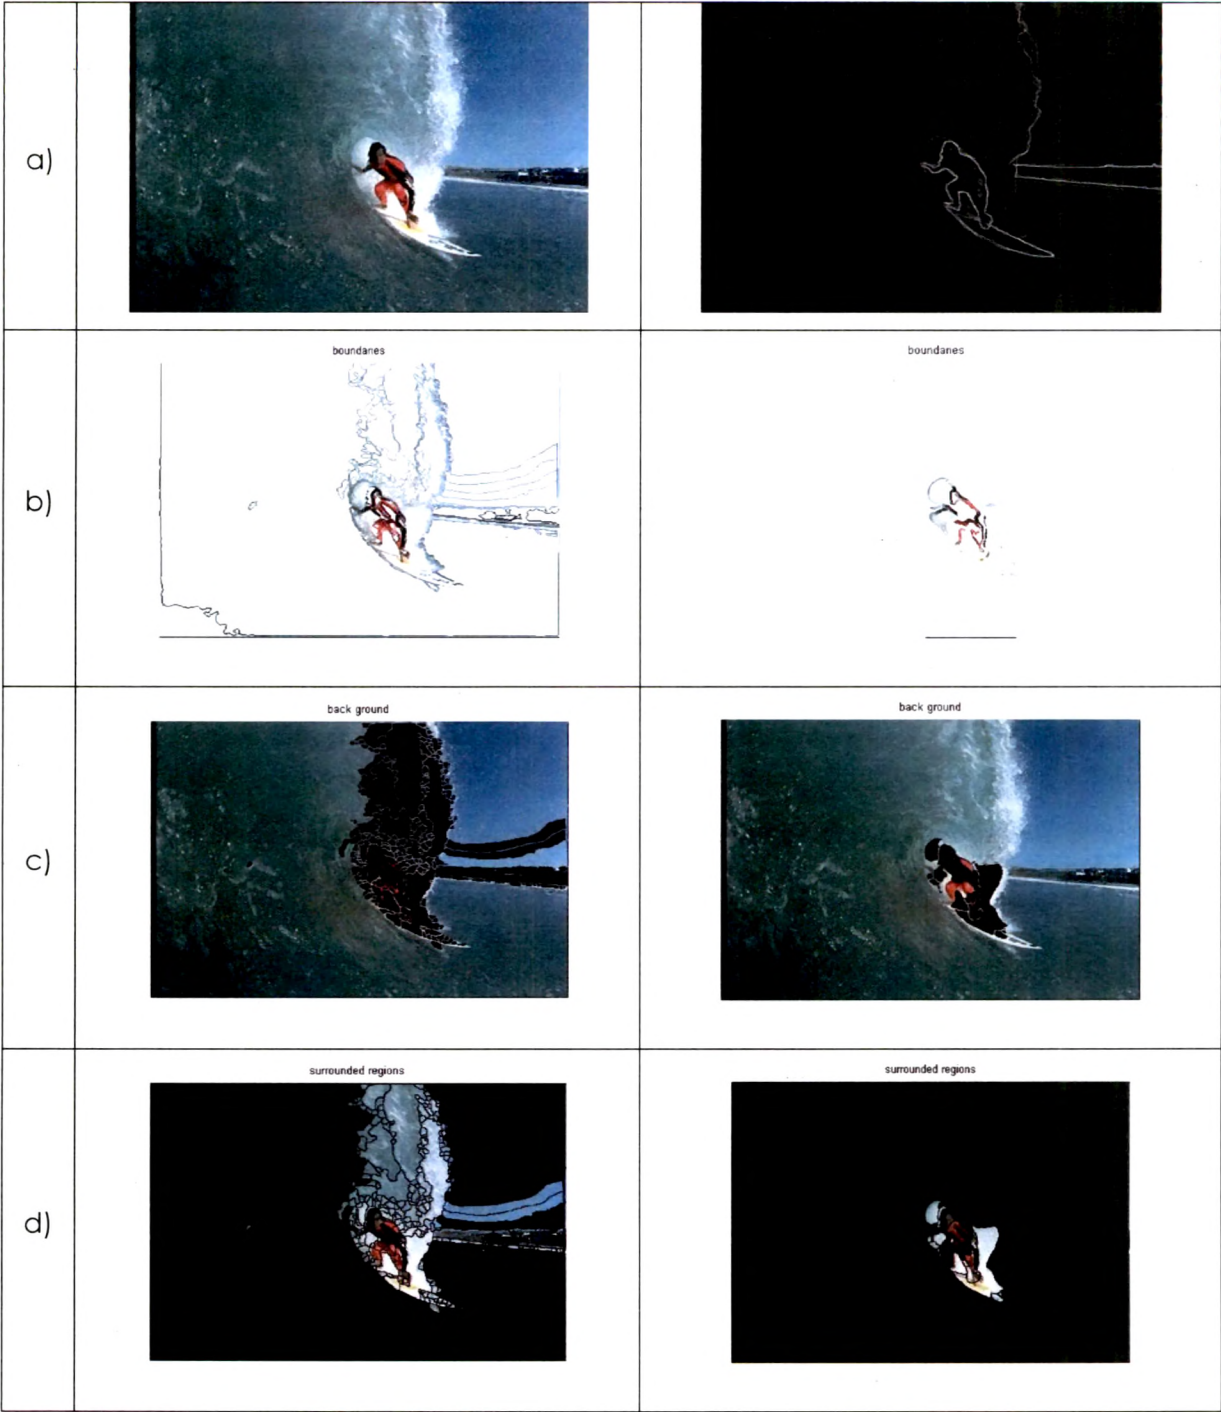 a)
b)
boundanes
boundanes
c)
back ground
back ground
d)
surrounded regions
surrounded regions